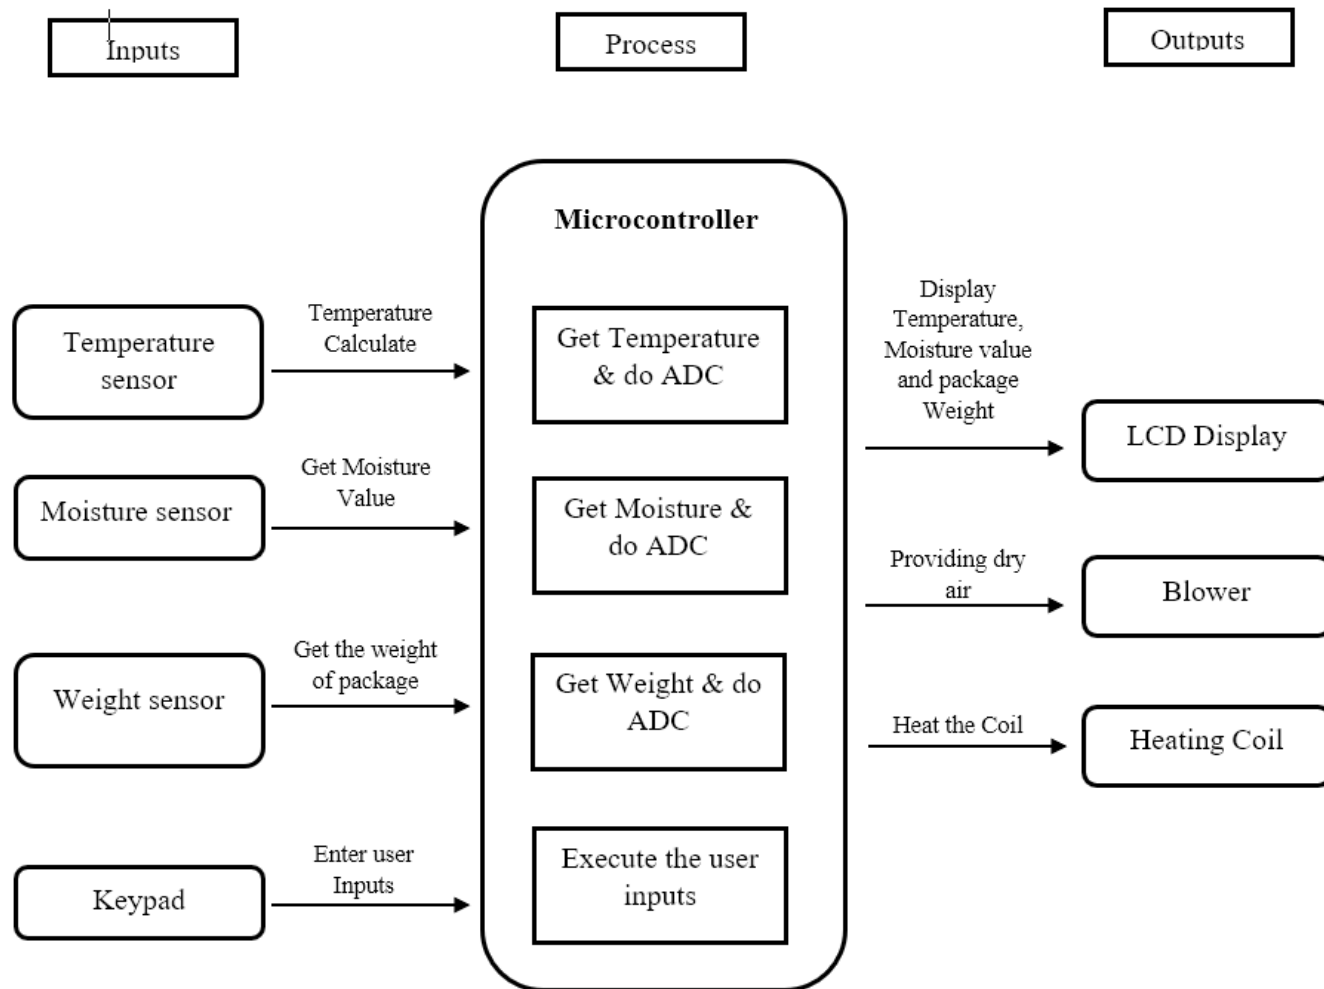 Inputs
Process
Outputs
Microcontroller
Temperature
sensor
Temperature
Calculate
Get Temperature
& do ADC
Display
Temperature,
Moisture value
and package
Weight
LCD Display
Moisture sensor
Get Moisture
Value
Get Moisture &
do ADC
Providing dry
air
Blower
Weight sensor
Get the weight
of package
Get Weight & do
ADC
Heat the Coil
Heating Coil
Keypad
Enter user
Inputs
Execute the user
inputs